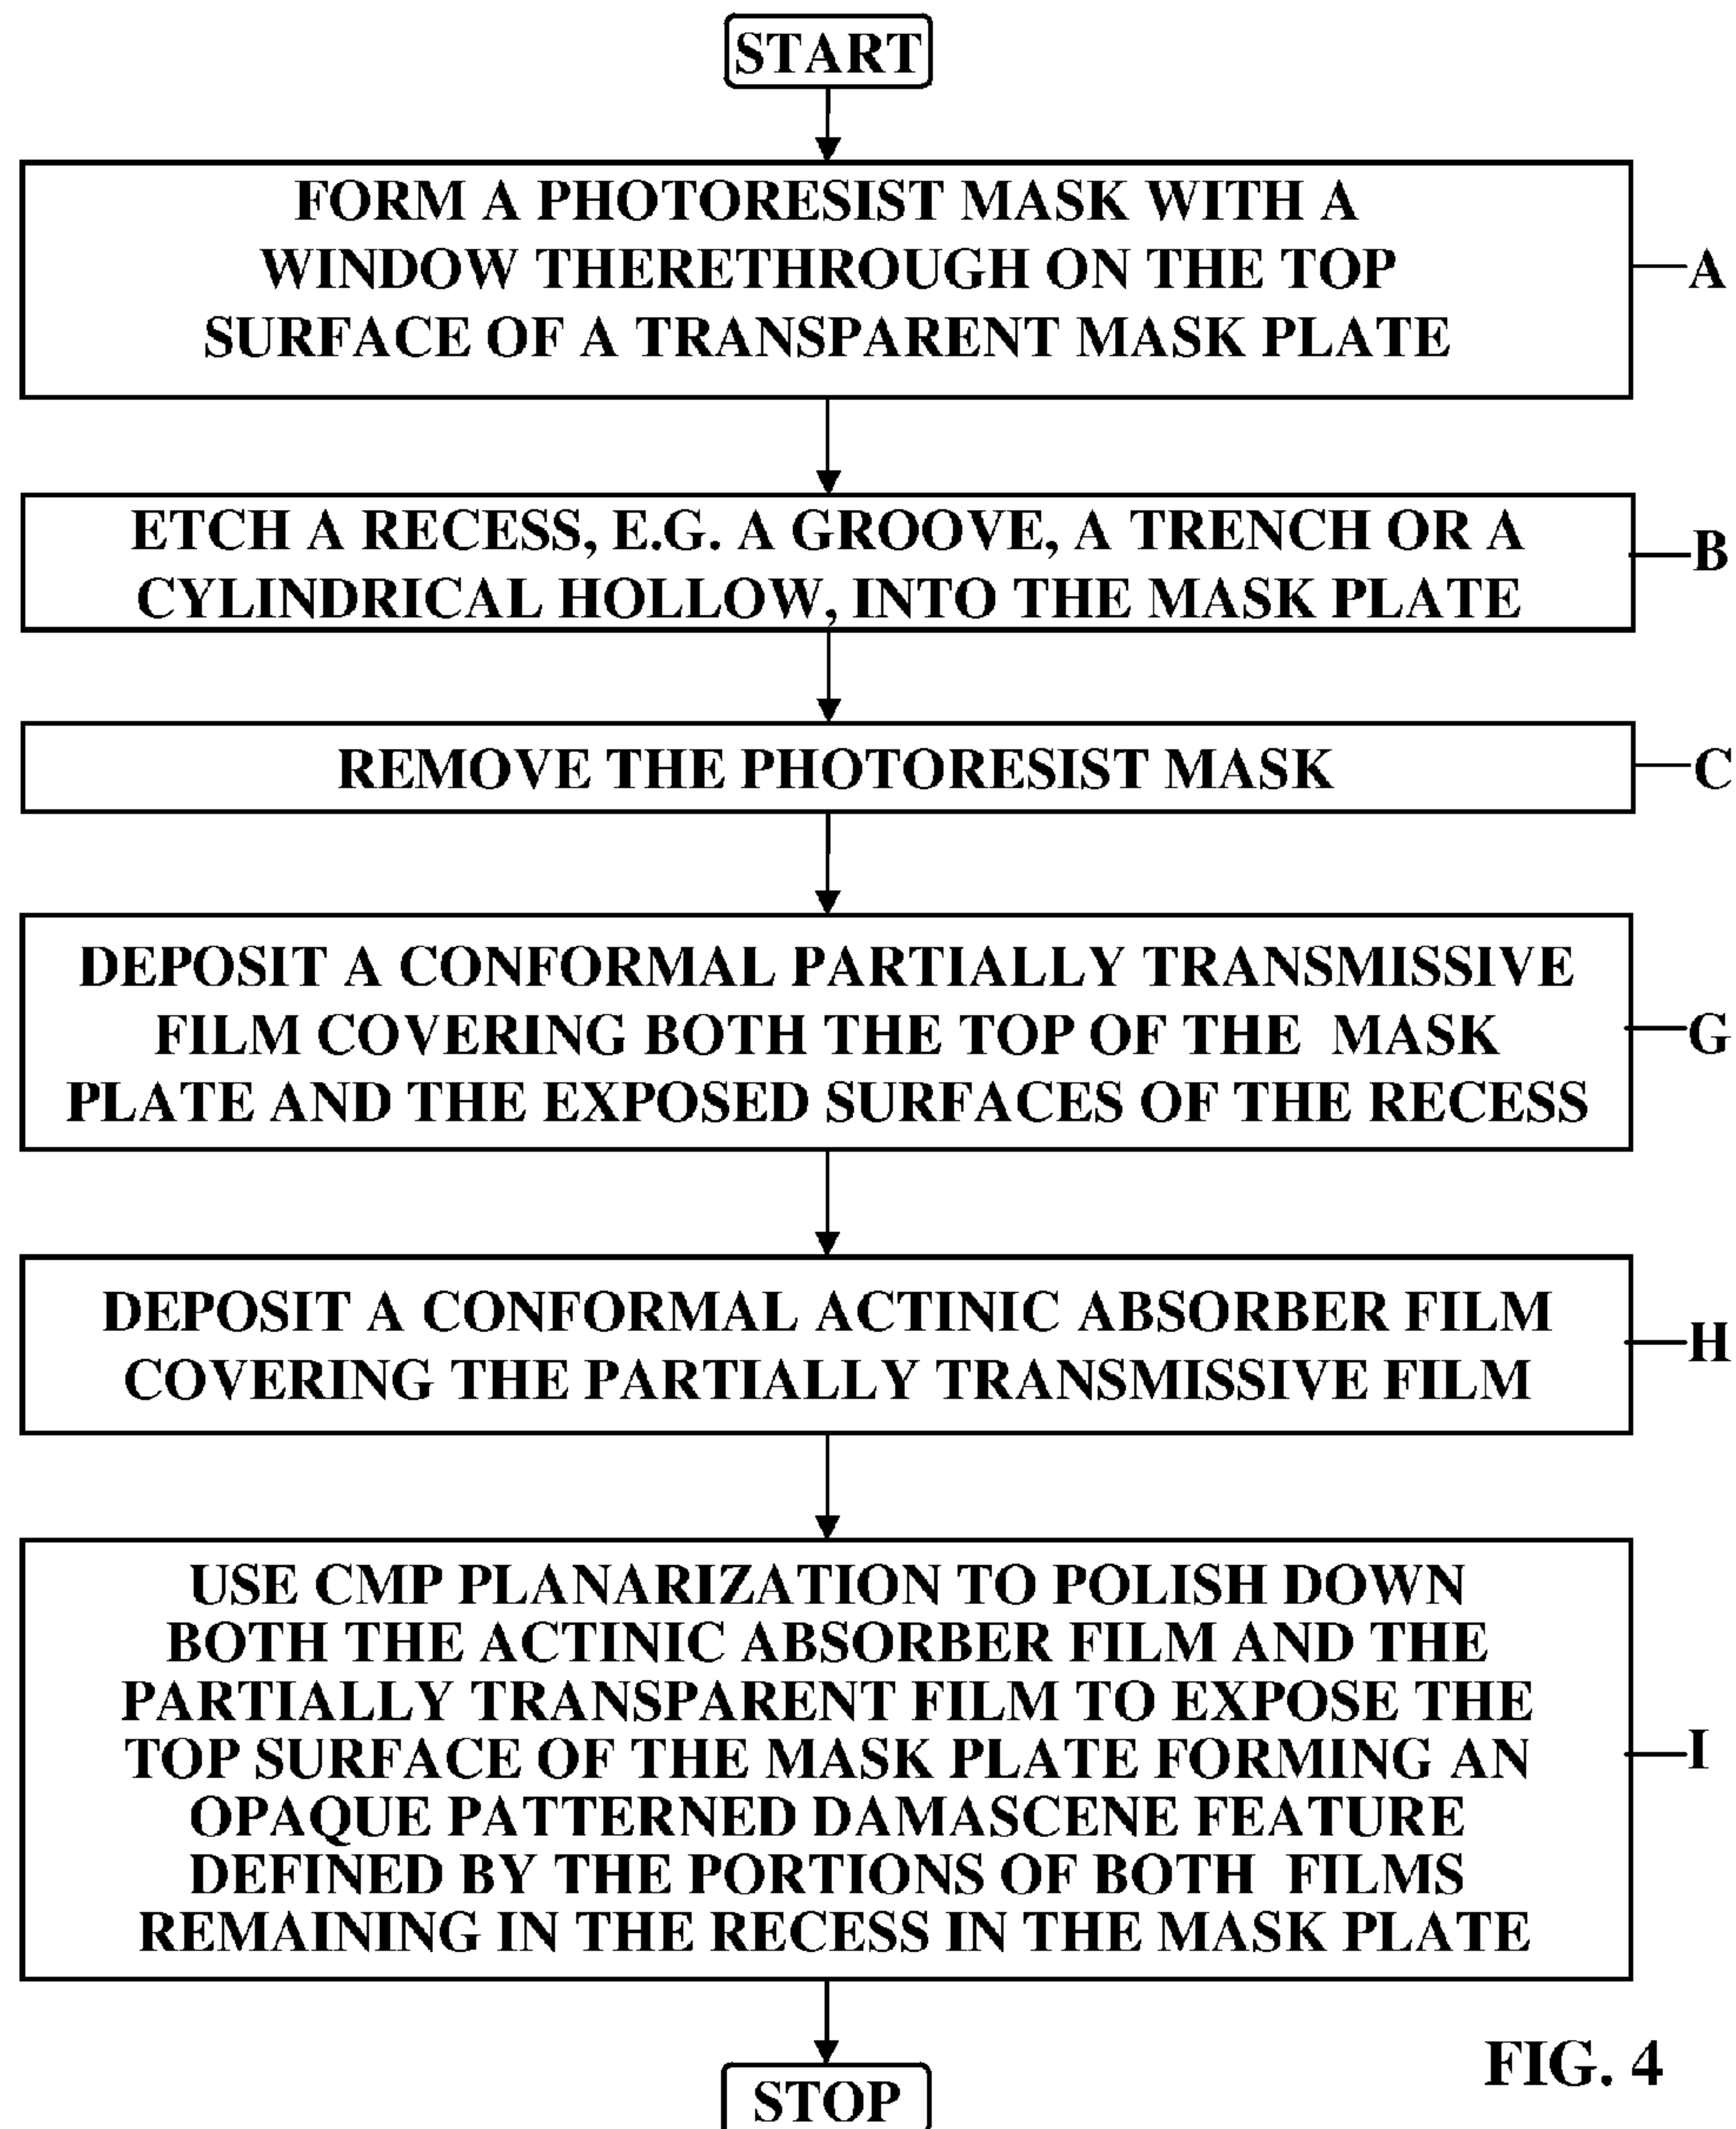 START
FORM A PHOTORESIST MASK WITH A
WINDOW THERETHROUGH ON THE TOP
SURFACE OF A TRANSPARENT MASK PLATE
A
ETCH A RECESS, E.G. A GROOVE, A TRENCH OR A
CYLINDRICAL HOLLOW, INTO THE MASK PLATE
B
REMOVE THE PHOTORESIST MASK
C
DEPOSIT A CONFORMAL PARTIALLY TRANSMISSIVE
FILM COVERING BOTH THE TOP OF THE MASK
PLATE AND THE EXPOSED SURFACES OF THE RECESS
G
DEPOSIT A CONFORMAL ACTINIC ABSORBER FILM
COVERING THE PARTIALLY TRANSMISSIVE FILM
H
USE CMP PLANARIZATION TO POLISH DOWN
BOTH THE ACTINIC ABSORBER FILM AND THE
PARTIALLY TRANSPARENT FILM TO EXPOSE THE
TOP SURFACE OF THE MASK PLATE FORMING AN
OPAQUE PATTERNED DAMASCENE FEATURE
DEFINED BY THE PORTIONS OF BOTH FILMS
REMAINING IN THE RECESS IN THE MASK PLATE
I
STOP
FIG. 4